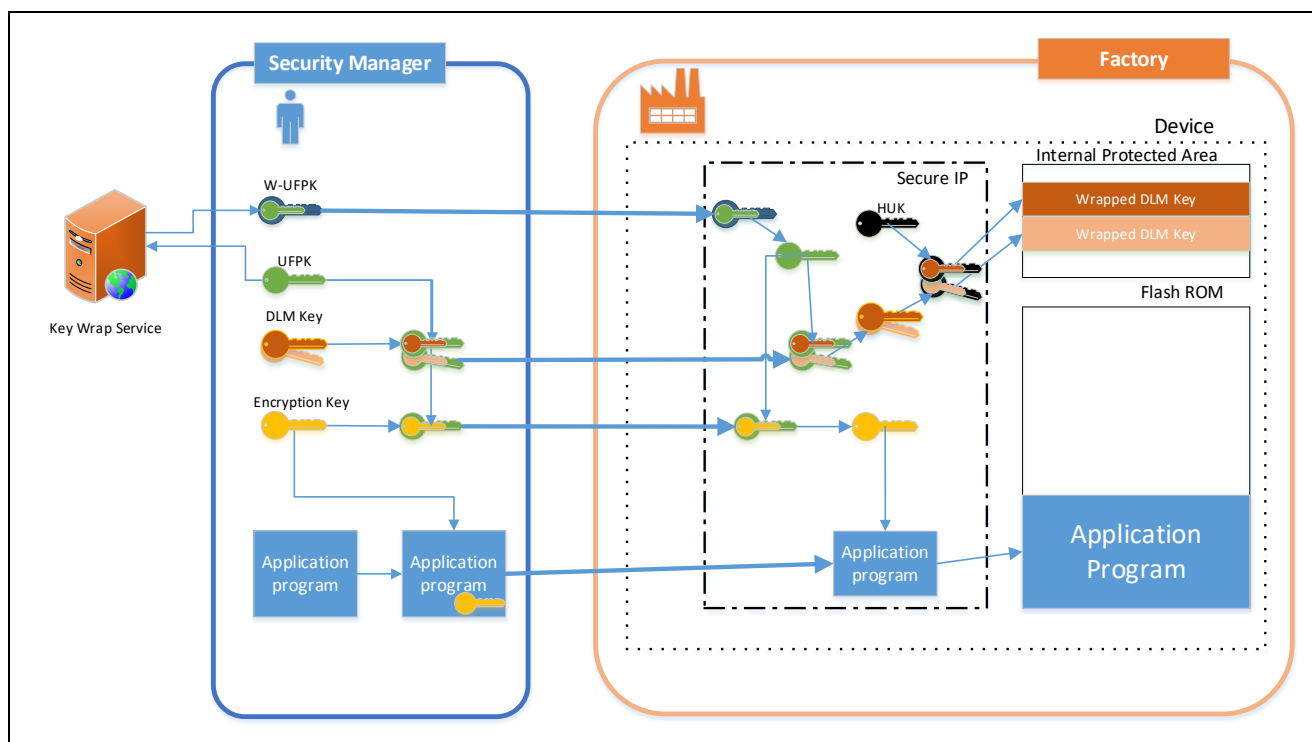 Security Manager
Factory
Device
Internal Protected Area
W-UFPK
Secure IP
Wrapped DLM Key
HUK
Wrapped DLM Key
UFPK
Flash ROM
DLM Key
Key Wrap Service
Encryption Key
Application
program
Application
program
Application
program
Application
Program